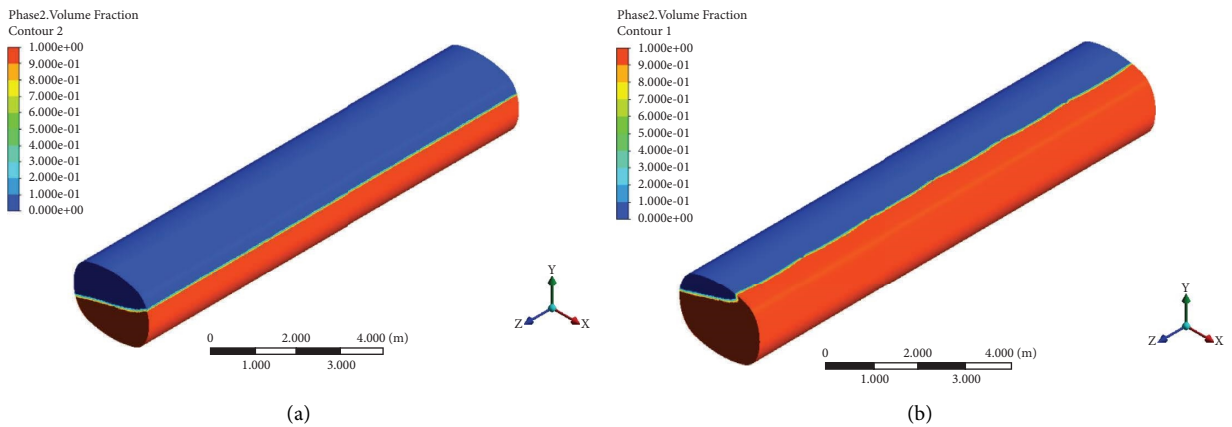 Phase2.Volume Fraction
Contour 2
1.000e+00
9.000e-01
8.000e-01
7.000e-01
6.000e-01
5.000e-01
4.000e-01
3.000e-01
2.000e-01
1.000e-01
0.000e+00
Y
Z
X
0 2.000 4.000 (m)
1.000 3.000
(a)
Phase2.Volume Fraction
Contour 1
1.000e+00
9.000e-01
8.000e-01
7.000e-01
6.000e-01
5.000e-01
4.000e-01
3.000e-01
2.000e-01
1.000e-01
0.000e+00
Y
Z
X
0 2.000 4.000 (m)
1.000 3.000
(b)